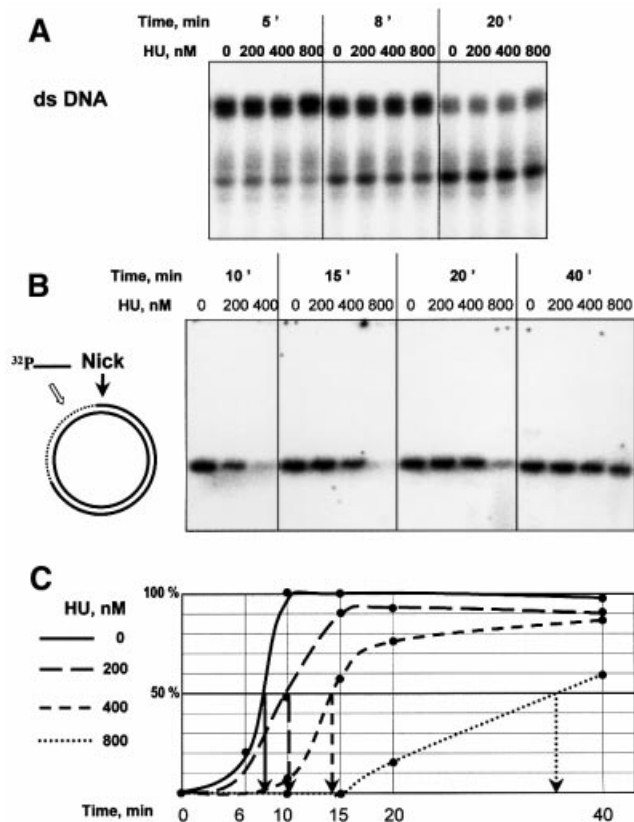 A
Time, min 5 ' 8 ' 20 '
HU, nM 0 200 400 800 0 200 400 800 0 200 400 800
ds DNA
B
Time, min 10 ' 15 ' 20 ' 40 '
HU, nM 0 200 400 0 200 400 800 0 200 400 800 0 200 400 800
32P Nick
C
HU, nM
0
200
400
800
100 %
50 %
Time, min 0 6 10 15 20 40